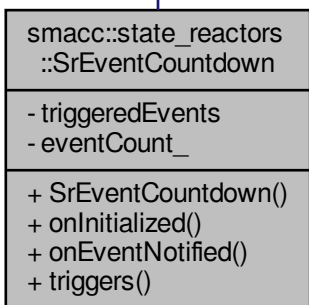 smacc::state_reactors
::SrEventCountdown
- triggeredEvents
- eventCount_
+ SrEventCountdown()
+ onInitialized()
+ onEventNotified()
+ triggers()